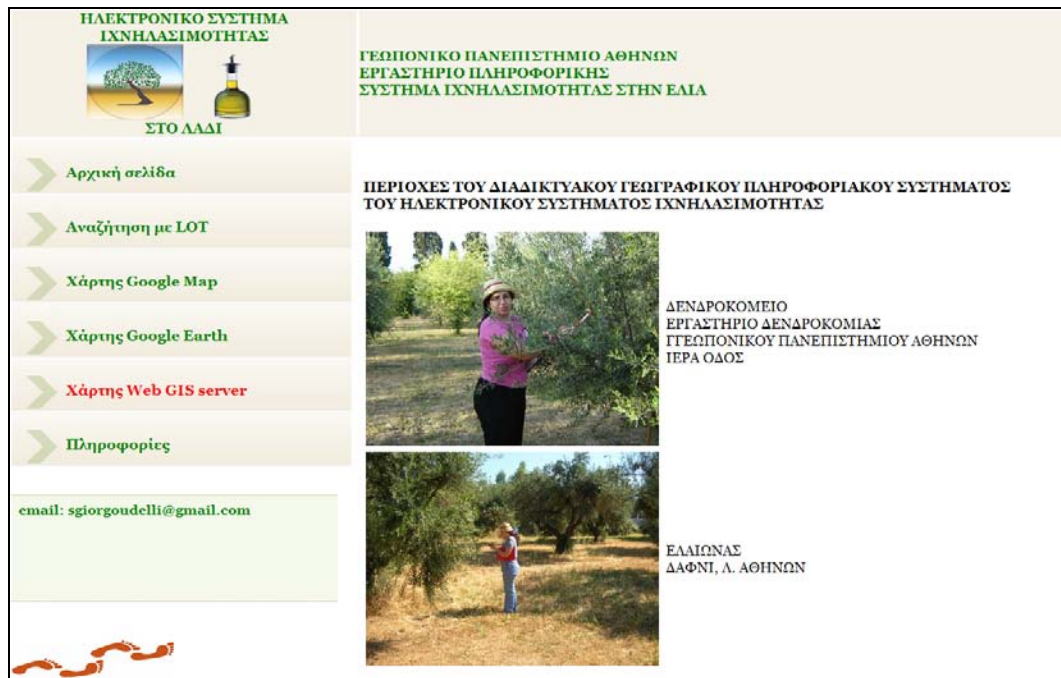 ΗΛΕΚΤΡΟΝΙΚΟ ΣΥΣΤΗΜΑ
ΙΧΝΗΛΑΣΙΜΟΤΗΤΑΣ
ΣΤΟ ΛΑΔΙ
ΓΕΩΠΟΝΙΚΟ ΠΑΝΕΠΙΣΤΗΜΙΟ ΑΘΗΝΩΝ
ΕΡΓΑΣΤΗΡΙΟ ΠΛΗΡΟΦΟΡΙΚΗΣ
ΣΥΣΤΗΜΑ ΙΧΝΗΛΑΣΙΜΟΤΗΤΑΣ ΣΤΗΝ ΕΛΙΑ
Αρχική σελίδα
Αναζήτηση με LOT
Χάρτης Google Map
Χάρτης Google Earth
Χάρτης Web GIS server
Πληροφορίες
email: sgiorgoudelli@gmail.com
ΠΕΡΙΟΧΕΣ ΤΟΥ ΔΙΑΔΙΚΤΥΑΚΟΥ ΓΕΩΓΡΑΦΙΚΟΥ ΠΛΗΡΟΦΟΡΙΑΚΟΥ ΣΥΣΤΗΜΑΤΟΣ
ΤΟΥ ΗΛΕΚΤΡΟΝΙΚΟΥ ΣΥΣΤΗΜΑΤΟΣ ΙΧΝΗΛΑΣΙΜΟΤΗΤΑΣ
ΔΕΝΔΡΟΚΟΜΕΙΟ
ΕΡΓΑΣΤΗΡΙΟ ΔΕΝΔΡΟΚΟΜΙΑΣ
ΓΓΕΩΠΟΝΙΚΟΥ ΠΑΝΕΠΙΣΤΗΜΙΟΥ ΑΘΗΝΩΝ
ΙΕΡΑ ΟΔΟΣ
ΕΛΑΙΩΝΑΣ
ΔΑΦΝΙ, Λ. ΑΘΗΝΩΝ